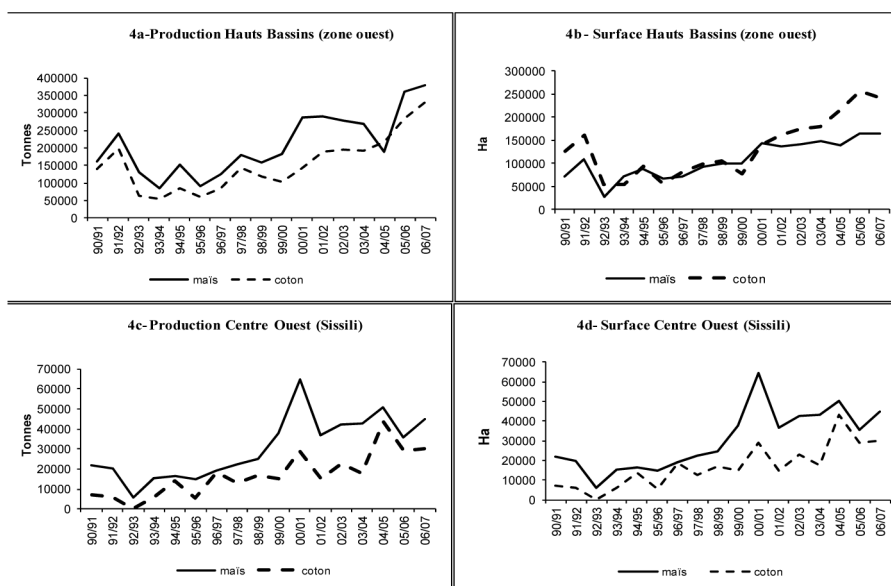 4a-Production Hauts Bassins (zone ouest)
Tonnes
400000
350000
300000
250000
200000
150000
100000
50000
0
90/91 91/92 92/93 93/94 94/95 95/96 96/97 97/98 98/99 99/00 00/01 01/02 02/03 03/04 04/05 05/06 06/07
maïs coton
4b- Surface Hauts Bassins (zone ouest)
Ha
300000
250000
200000
150000
100000
50000
0
90/91 91/92 92/93 93/94 94/95 95/96 96/97 97/98 98/99 99/00 00/01 01/02 02/03 03/04 04/05 05/06 06/07
maïs coton
4c- Production Centre Ouest (Sissili)
Tonnes
70000
60000
50000
40000
30000
20000
10000
0
90/91 91/92 92/93 93/94 94/95 95/96 96/97 97/98 98/99 99/00 00/01 01/02 02/03 03/04 04/05 05/06 06/07
maïs coton
4d- Surface Centre Ouest (Sissili)
Ha
70000
60000
50000
40000
30000
20000
10000
0
90/91 91/92 92/93 93/94 94/95 95/96 96/97 97/98 98/99 99/00 00/01 01/02 02/03 03/04 04/05 05/06 06/07
maïs coton